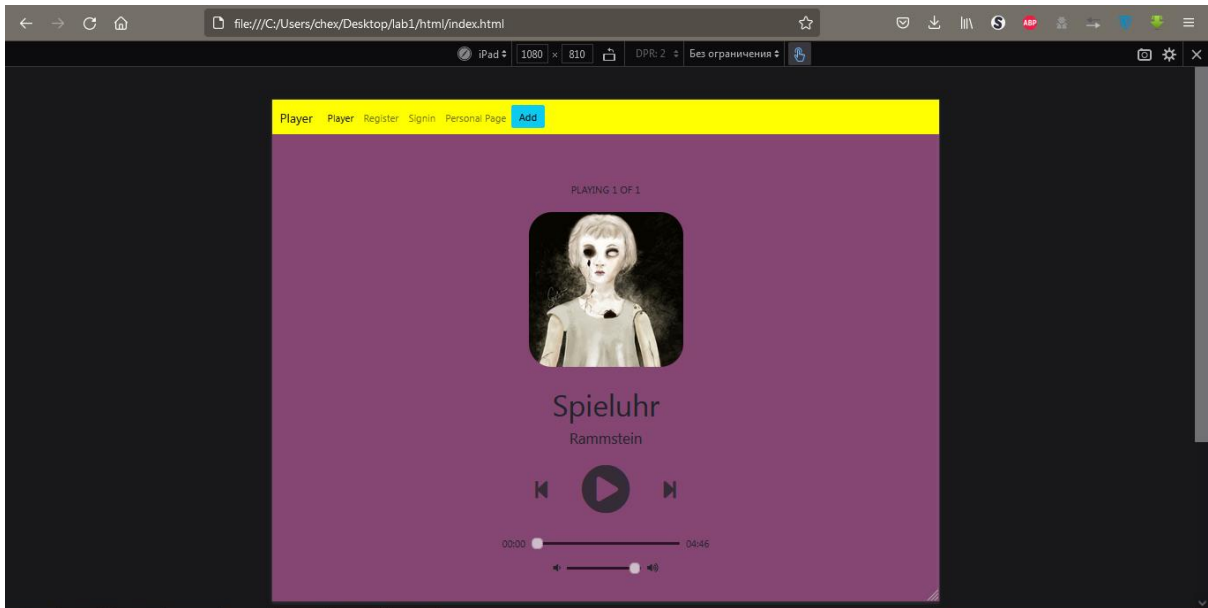 file:///C:/Users/chex/Desktop/lab1/html/index.html
ABP
iPad 1080 × 810 DPR: 2 Без ограничения
Player Player Register Signin Personal Page Add
PLAYING 1 OF 1
Spieluhr
Rammstein
00:00 04:46